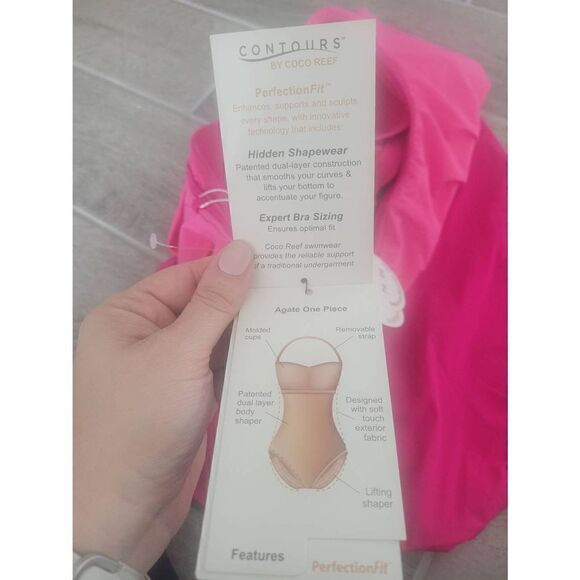 CONTOURS™
BY COCO REEF
PerfectionFit™
Enhances, supports and sculpts
every shape, with innovative
technology that includes:
Hidden Shapewear
Patented dual-layer construction
that smooths your curves &
lifts your bottom to
accentuate your figure.
Expert Bra Sizing
Ensures optimal fit
Coco Reef swimwear
provides the reliable support
of a traditional undergarment
Agate One Piece
Molded
cups
Removable
strap
Patented
dual layer
body
shaper
Designed
with soft
touch
exterior
fabric
Lifting
shaper
Features
PerfectionFit™